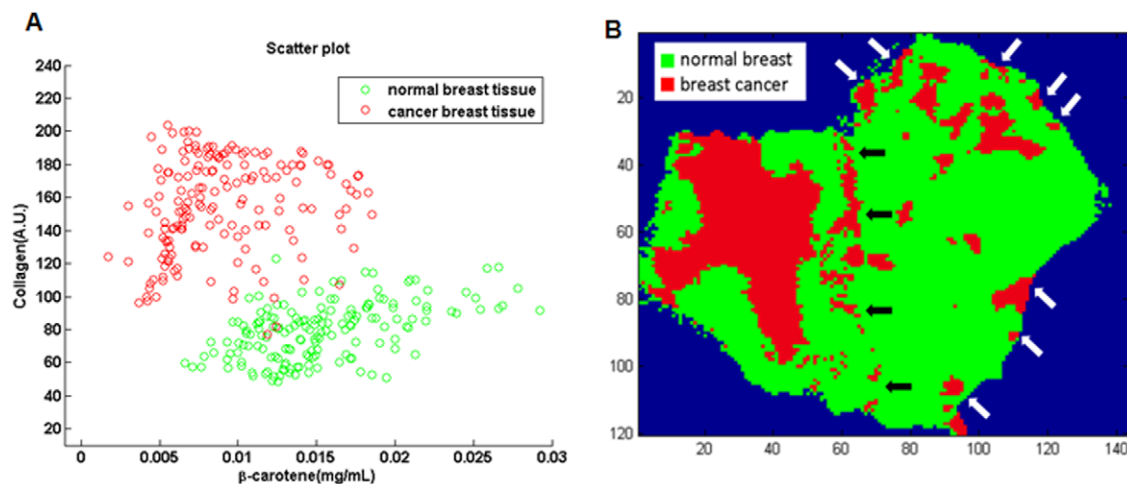 A
Scatter plot
240
220
200
180
160
140
120
100
80
60
40
20
Collagen(A.U.)
normal breast tissue
cancer breast tissue
0 0.005 0.01 0.015 0.02 0.025 0.03
β-carotene(mg/mL)
B
normal breast
breast cancer
20
40
60
80
100
120
20 40 60 80 100 120 140